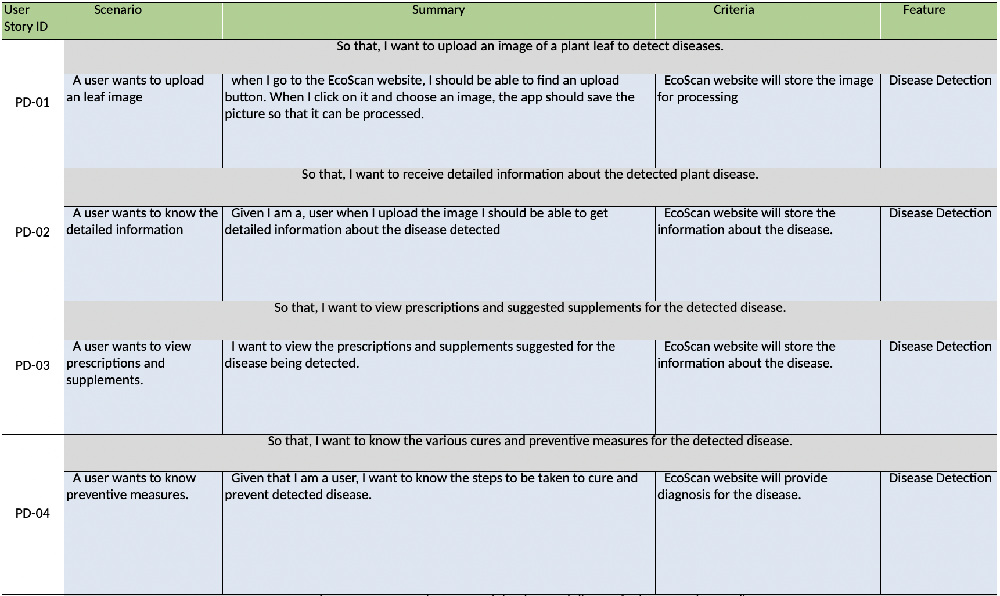 User
Story ID
Scenario
Summary
Criteria
Feature
PD-01
So that, I want to upload an image of a plant leaf to detect diseases.
A user wants to upload
an leaf image
when I go to the EcoScan website, I should be able to find an upload
button. When I click on it and choose an image, the app should save the
picture so that it can be processed.
EcoScan website will store the image
for processing
Disease Detection
PD-02
So that, I want to receive detailed information about the detected plant disease.
A user wants to know the
detailed information
Given I am a, user when I upload the image I should be able to get
detailed information about the disease detected
EcoScan website will store the
information about the disease.
Disease Detection
PD-03
So that, I want to view prescriptions and suggested supplements for the detected disease.
A user wants to view
prescriptions and
supplements.
I want to view the prescriptions and supplements suggested for the
disease being detected.
EcoScan website will store the
information about the disease.
Disease Detection
PD-04
So that, I want to know the various cures and preventive measures for the detected disease.
A user wants to know
preventive measures.
Given that I am a user, I want to know the steps to be taken to cure and
prevent detected disease.
EcoScan website will provide
diagnosis for the disease.
Disease Detection